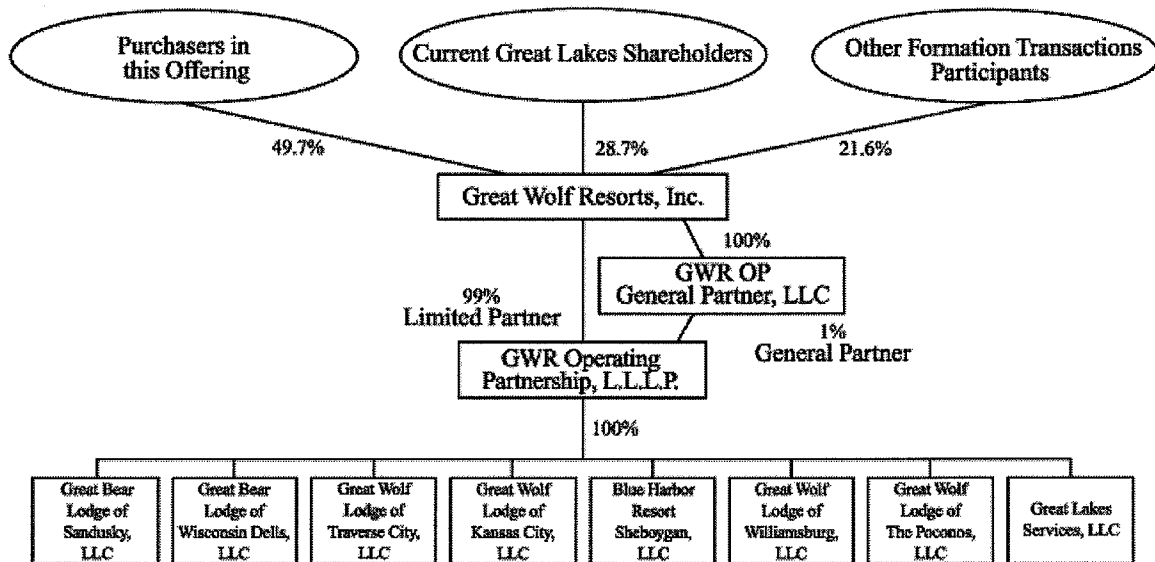 Purchasers in
this Offering
Current Great Lakes Shareholders
Other Formation Transactions
Participants
49.7%
28.7%
21.6%
Great Wolf Resorts, Inc.
100%
GWR OP
General Partner, LLC
99%
Limited Partner
1%
General Partner
GWR Operating
Partnership, L.L.L.P.
100%
Great Bear
Lodge of
Sandusky,
LLC
Great Bear
Lodge of
Wisconsin Dells,
LLC
Great Wolf
Lodge of
Traverse City,
LLC
Great Wolf
Lodge of
Kansas City,
LLC
Blue Harbor
Resort
Sheboygan,
LLC
Great Wolf
Lodge of
Williamsburg,
LLC
Great Wolf
Lodge of
The Poconos,
LLC
Great Lakes
Services, LLC